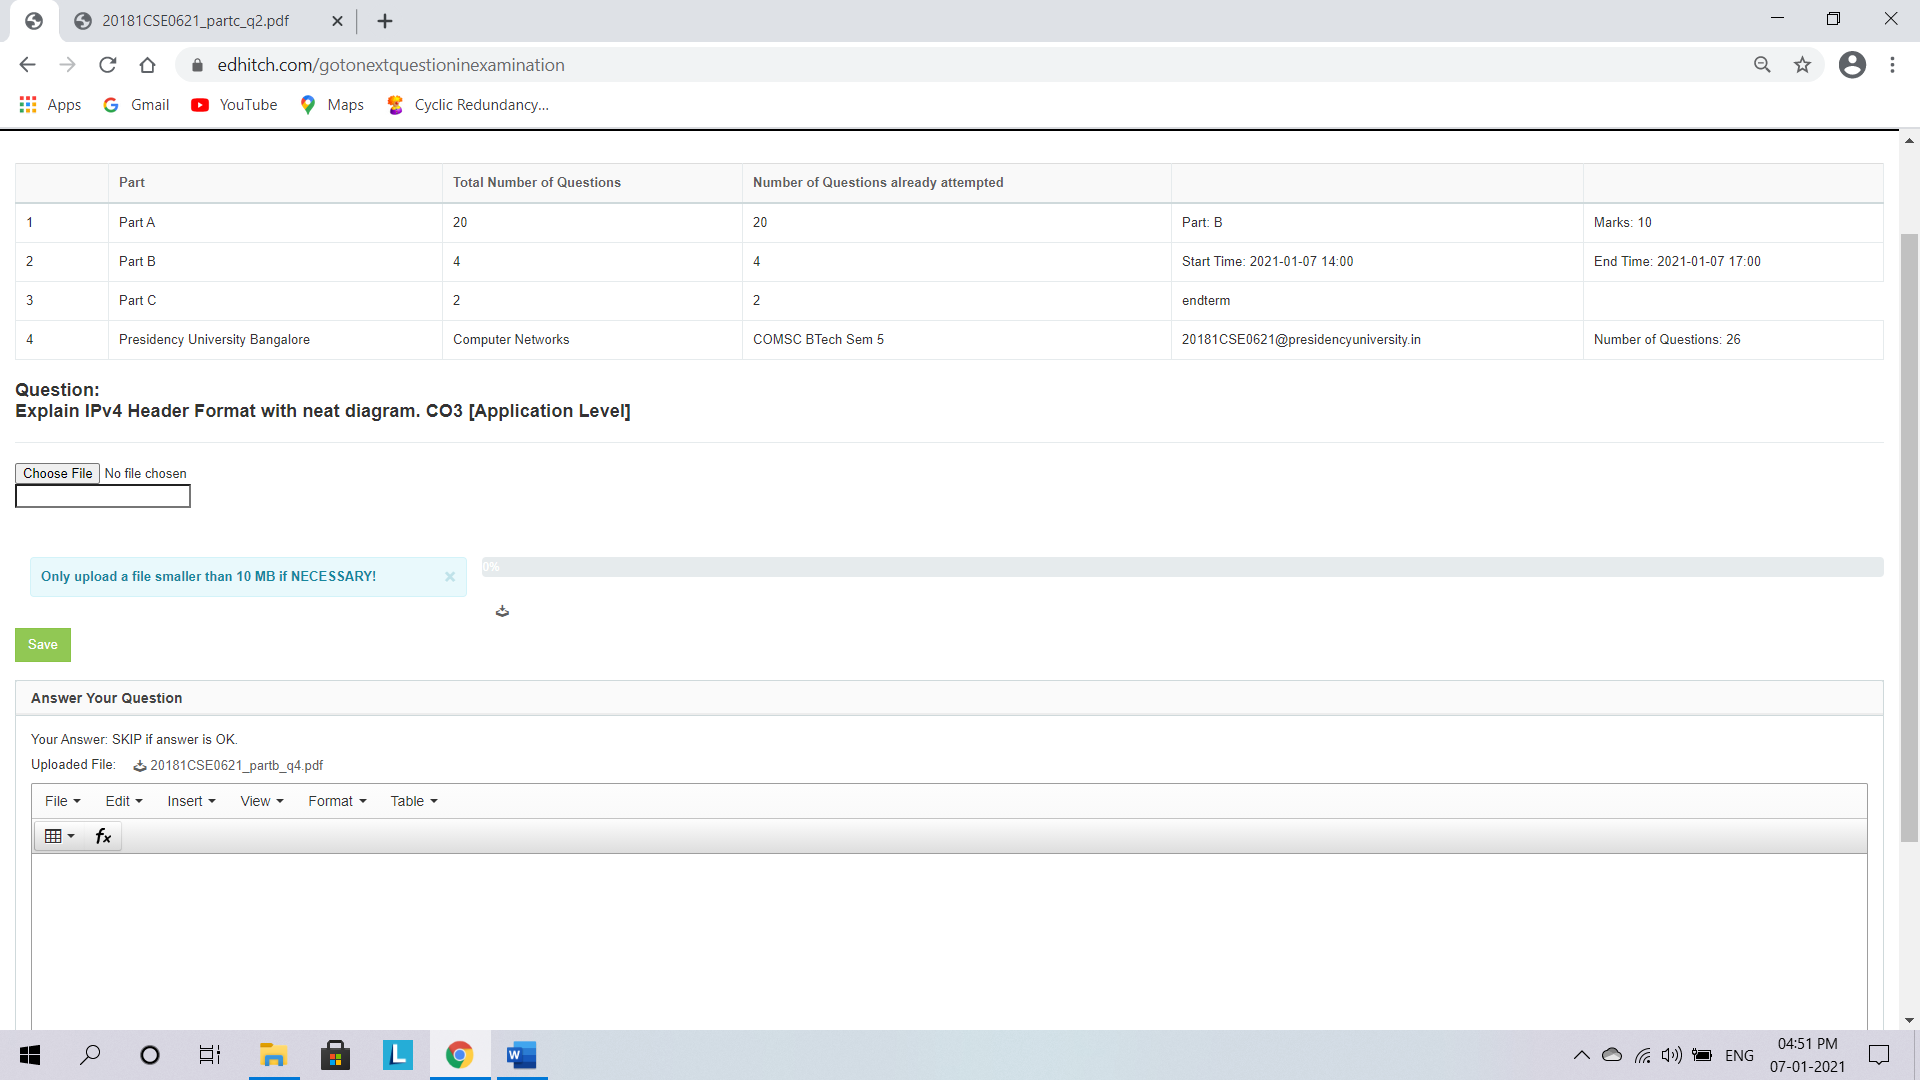 20181CSE0621_partc_q2.pdf
edhitch.com/gotonextquestioninexamination
Apps Gmail YouTube Maps Cyclic Redundancy...
Part Total Number of Questions Number of Questions already attempted
1 Part A 20 20 Part: B Marks: 10
2 Part B 4 4 Start Time: 2021-01-07 14:00 End Time: 2021-01-07 17:00
3 Part C 2 2 endterm
4 Presidency University Bangalore Computer Networks COMSC BTech Sem 5 20181CSE0621@presidencyuniversity.in Number of Questions: 26
Question:
Explain IPv4 Header Format with neat diagram. CO3 [Application Level]
Choose File No file chosen
Only upload a file smaller than 10 MB if NECESSARY! × 0%
Save
Answer Your Question
Your Answer: SKIP if answer is OK.
Uploaded File: 20181CSE0621_partb_q4.pdf
File Edit Insert View Format Table
fx
L W ENG 04:51 PM
07-01-2021